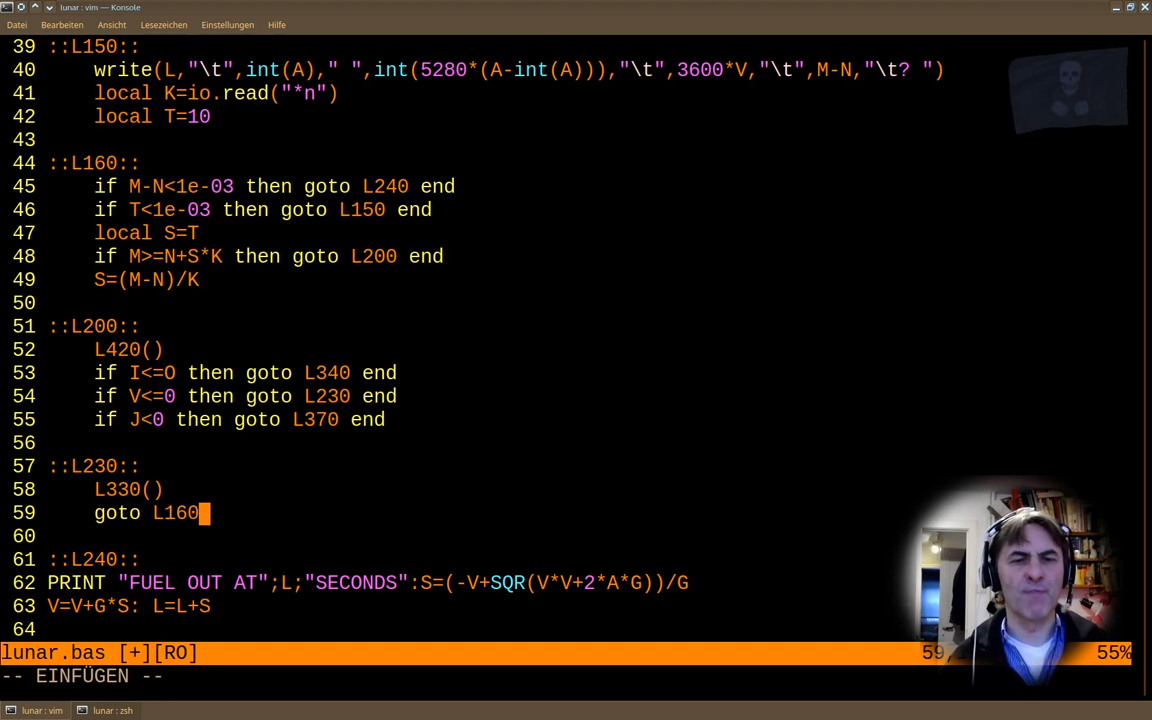 lunar : vim — Konsole
Datei Bearbeiten Ansicht Lesezeichen Einstellungen Hilfe
39 ::L150::
40     write(L,"\t",int(A)," ",int(5280*(A-int(A))),"\t",3600*V,"\t",M-N,"\t? ")
41     local K=io.read("*n")
42     local T=10
43
44 ::L160::
45     if M-N<1e-03 then goto L240 end
46     if T<1e-03 then goto L150 end
47     local S=T
48     if M>=N+S*K then goto L200 end
49     S=(M-N)/K
50
51 ::L200::
52     L420()
53     if I<=O then goto L340 end
54     if V<=0 then goto L230 end
55     if J<0 then goto L370 end
56
57 ::L230::
58     L330()
59     goto L160
60
61 ::L240::
62 PRINT "FUEL OUT AT";L;"SECONDS":S=(-V+SQR(V*V+2*A*G))/G
63 V=V+G*S: L=L+S
64
lunar.bas [+][RO] 59, 55%
-- EINFÜGEN --
lunar : vim lunar : zsh